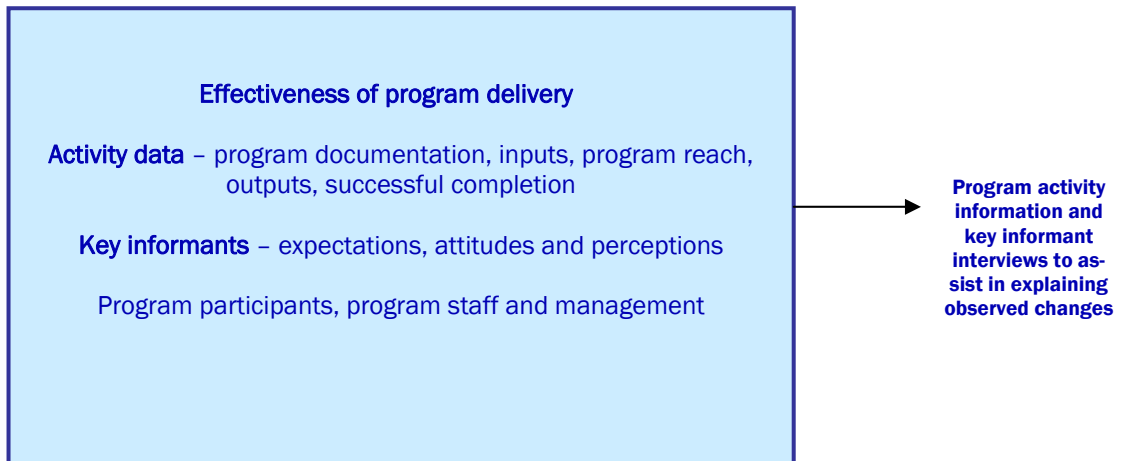 Effectiveness of program delivery
Activity data – program documentation, inputs, program reach,
outputs, successful completion
Key informants – expectations, attitudes and perceptions
Program participants, program staff and management
Program activity
information and
key informant
interviews to as-
sist in explaining
observed changes